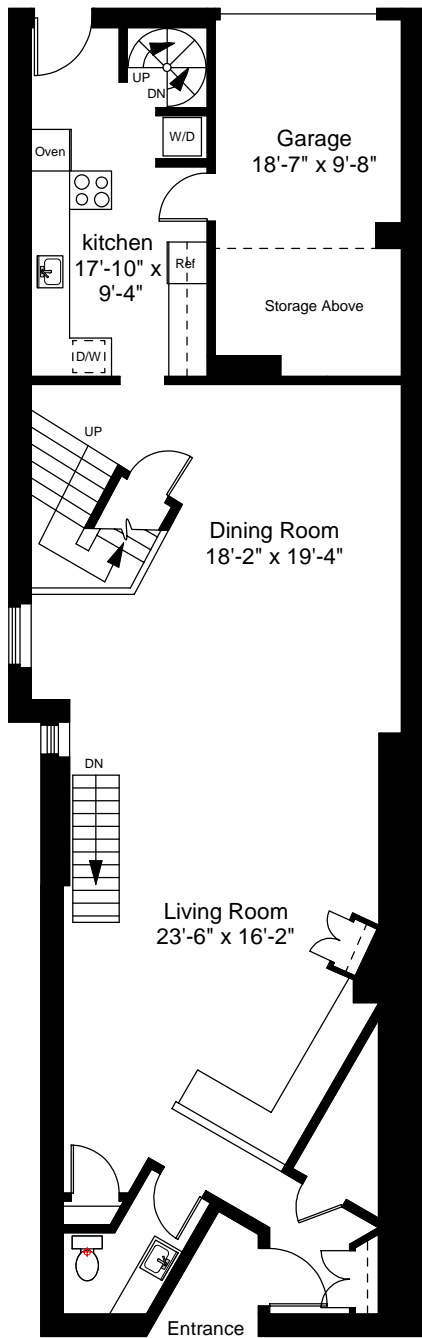 UP
DN
W/D
Oven
Garage
18'-7" x 9'-8"
kitchen
17'-10" x
9'-4"
Ref
Storage Above
D/W
UP
Dining Room
18'-2" x 19'-4"
DN
Living Room
23'-6" x 16'-2"
Entrance